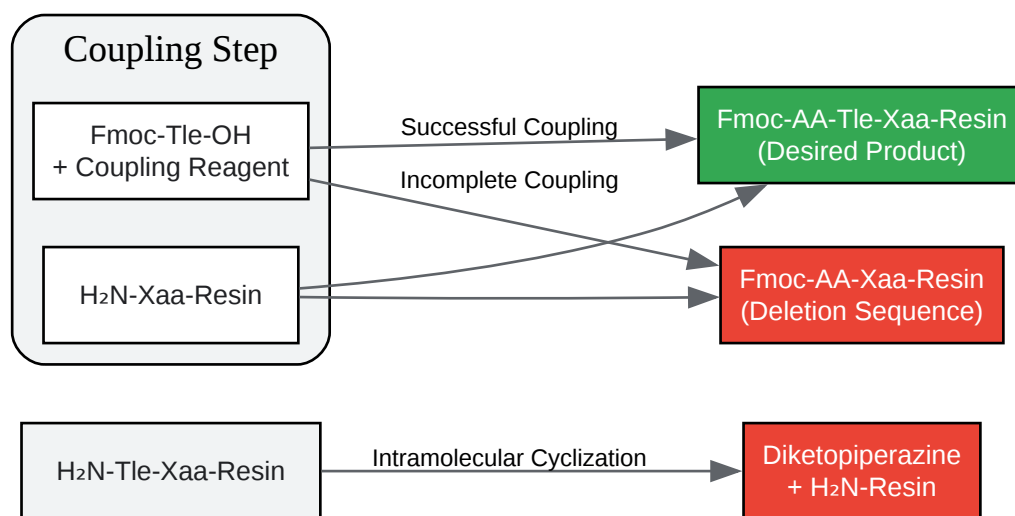 Coupling Step
Fmoc-Tle-OH
+ Coupling Reagent
H₂N-Xaa-Resin
Successful Coupling
Incomplete Coupling
Fmoc-AA-Tle-Xaa-Resin
(Desired Product)
Fmoc-AA-Xaa-Resin
(Deletion Sequence)
H₂N-Tle-Xaa-Resin
Intramolecular Cyclization
Diketopiperazine
+ H₂N-Resin